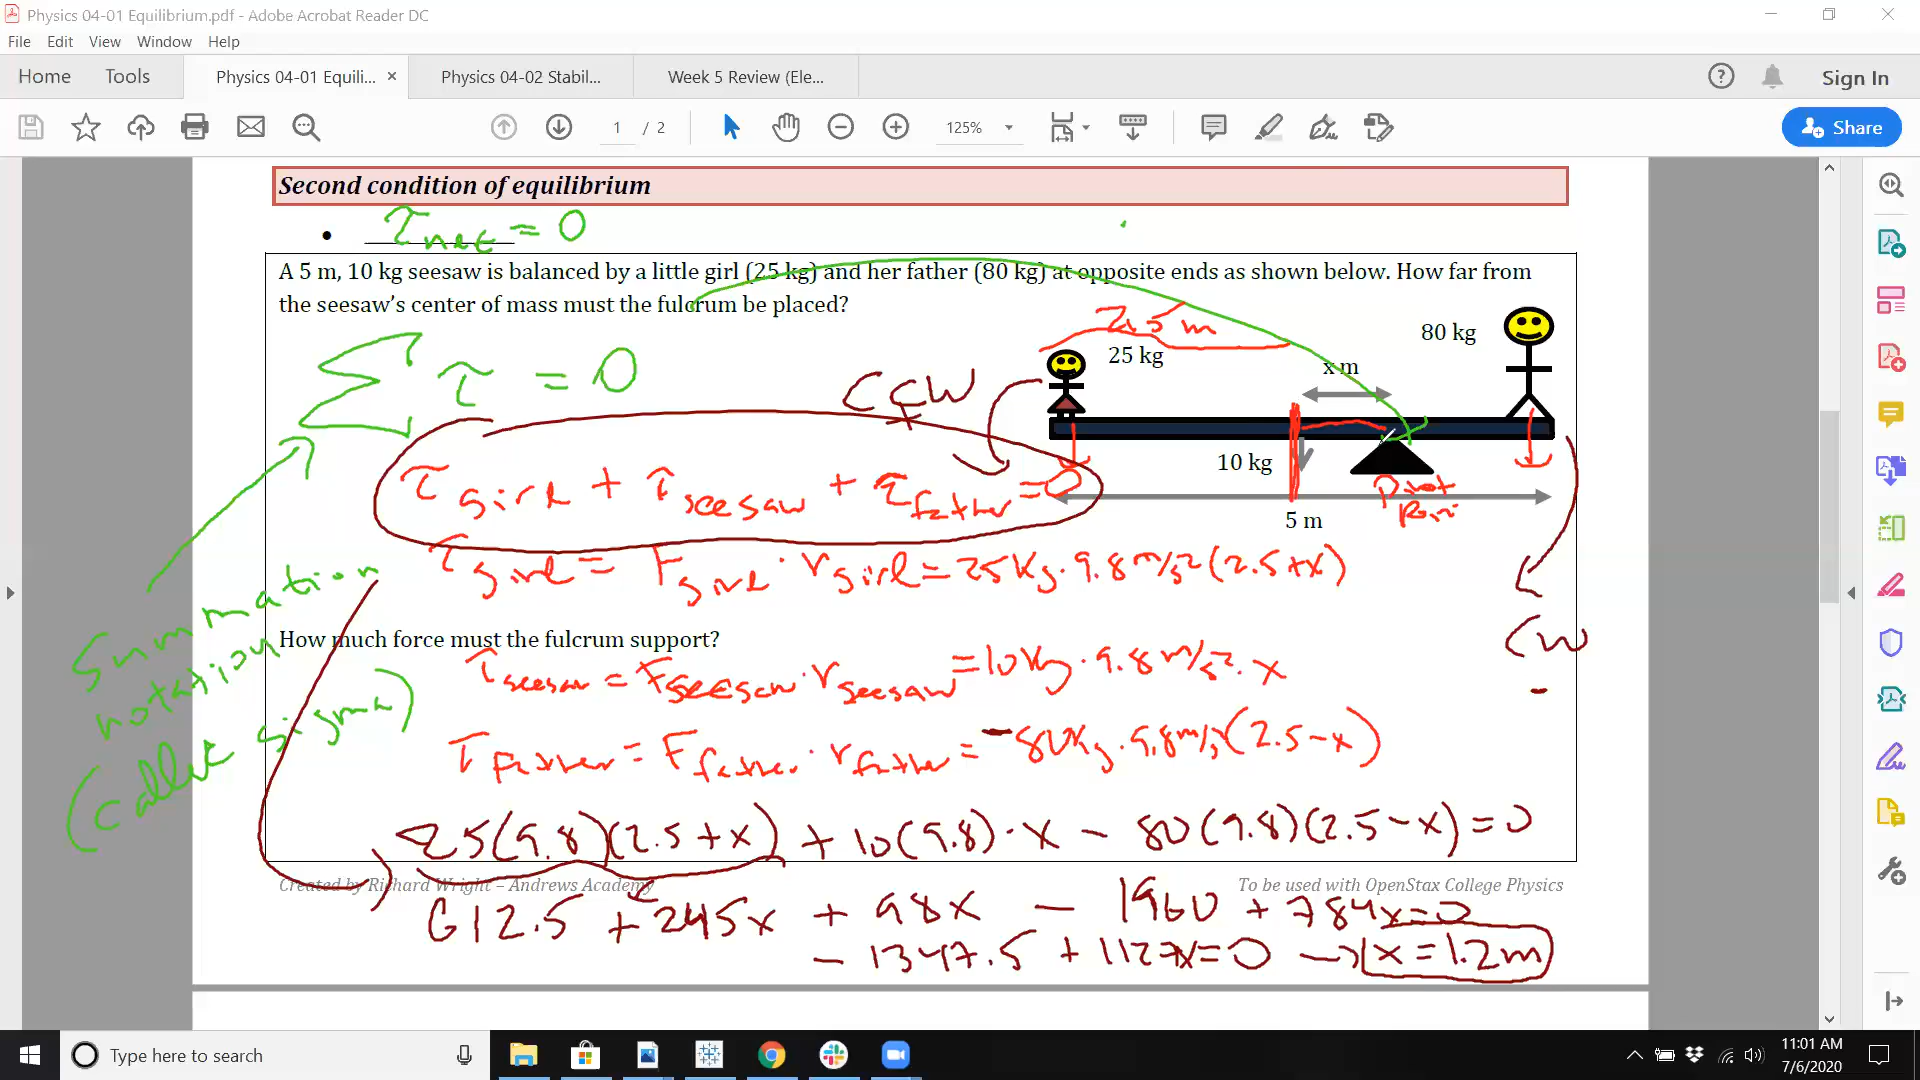 Physics 04-01 Equilibrium.pdf - Adobe Acrobat Reader DC
File Edit View Window Help
Home Tools Physics 04-01 Equili... × Physics 04-02 Stabil... Week 5 Review (Ele... Sign In
1 / 2 125% Share
Second condition of equilibrium
• τnet = 0
A 5 m, 10 kg seesaw is balanced by a little girl (25 kg) and her father (80 kg) at opposite ends as shown below. How far from
the seesaw's center of mass must the fulcrum be placed?
2.5 m
80 kg
25 kg
x m
Σ τ = 0
CCW
10 kg
τgirl + τseesaw + τfather = 0
Pivot
5 m
τgirl = Fgirl · rgirl = 25 kg · 9.8 m/s² (2.5+x)
Summation
notation
(called sigma)
How much force must the fulcrum support?
CW
-
τseesaw = Fseesaw · rseesaw = 10 kg · 9.8 m/s² · x
τfather = Ffather · rfather = - 80 kg · 9.8 m/s (2.5-x)
25(9.8)(2.5+x) + 10(9.8)·x - 80(9.8)(2.5-x) = 0
Created by Richard Wright – Andrews Academy To be used with OpenStax College Physics
612.5 + 245x + 98x - 1960 + 784x = 0
- 1347.5 + 1127x = 0 → x = 1.2m
Type here to search
11:01 AM
7/6/2020